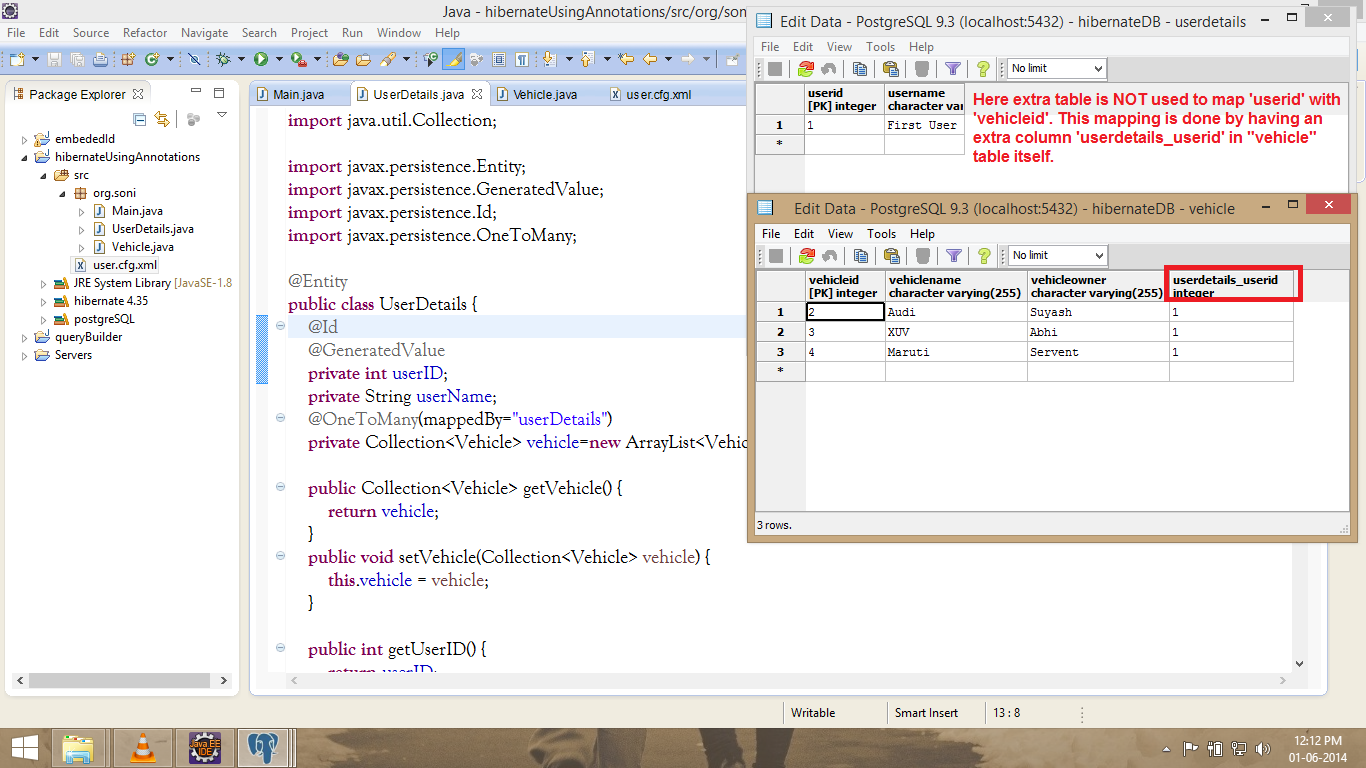 Java - hibernateUsingAnnotations/src/org/son
File Edit Source Refactor Navigate Search Project Run Window Help
Package Explorer
embededId
hibernateUsingAnnotations
src
org.soni
Main.java
UserDetails.java
Vehicle.java
user.cfg.xml
JRE System Library [JavaSE-1.8
hibernate 4.35
postgreSQL
queryBuilder
Servers
Main.java UserDetails.java Vehicle.java user.cfg.xml
import java.util.Collection;
import javax.persistence.Entity;
import javax.persistence.GeneratedValue;
import javax.persistence.Id;
import javax.persistence.OneToMany;
@Entity
public class UserDetails {
@Id
@GeneratedValue
private int userID;
private String userName;
@OneToMany(mappedBy="userDetails")
private Collection<Vehicle> vehicle=new ArrayList<Vehic
public Collection<Vehicle> getVehicle() {
return vehicle;
}
public void setVehicle(Collection<Vehicle> vehicle) {
this.vehicle = vehicle;
}
public int getUserID() {
return userID;
Edit Data - PostgreSQL 9.3 (localhost:5432) - hibernateDB - userdetails
File Edit View Tools Help
No limit
userid username
[PK] integer character var
1 1 First User
*
Here extra table is NOT used to map 'userid' with
'vehicleid'. This mapping is done by having an
extra column 'userdetails_userid' in "vehicle"
table itself.
Edit Data - PostgreSQL 9.3 (localhost:5432) - hibernateDB - vehicle
File Edit View Tools Help
No limit
vehicleid vehiclename vehicleowner userdetails_userid
[PK] integer character varying(255) character varying(255) integer
1 2 Audi Suyash 1
2 3 XUV Abhi 1
3 4 Maruti Servent 1
*
3 rows.
Writable Smart Insert 13 : 8
Java EE
IDE
12:12 PM
01-06-2014